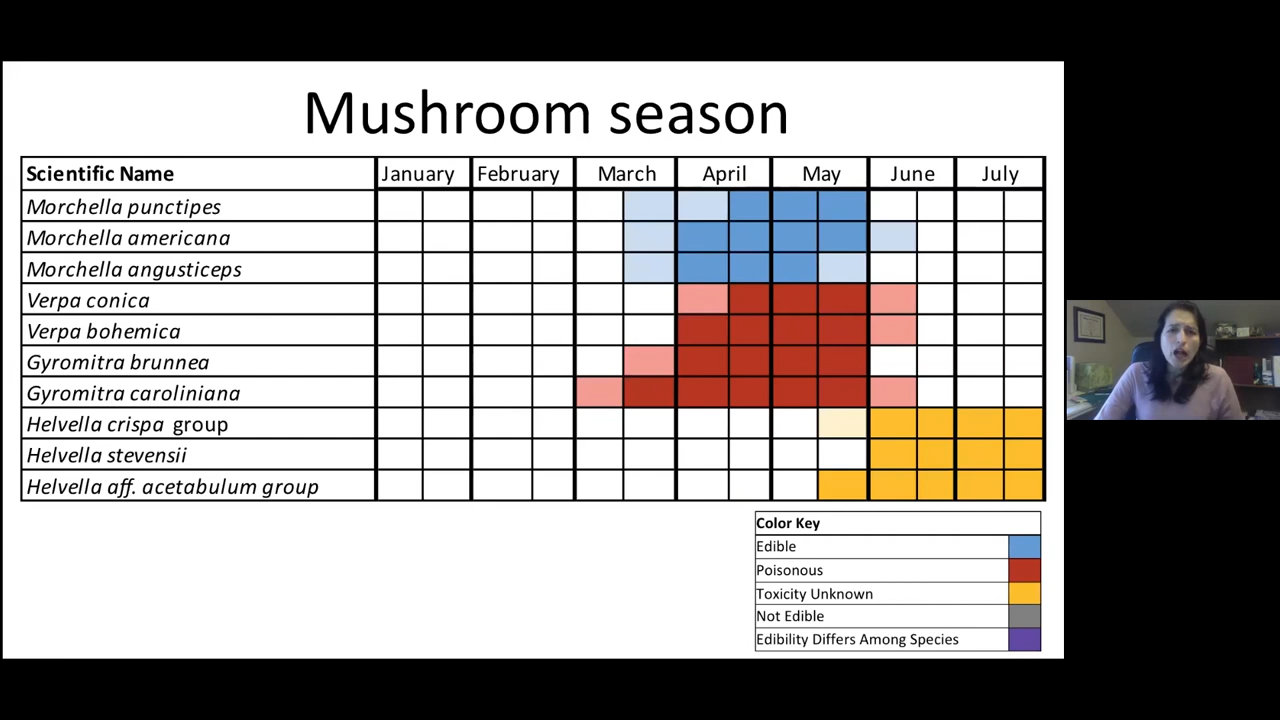 Mushroom season
Scientific Name January February March April May June July
Morchella punctipes
Morchella americana
Morchella angusticeps
Verpa conica
Verpa bohemica
Gyromitra brunnea
Gyromitra caroliniana
Helvella crispa group
Helvella stevensii
Helvella aff. acetabulum group
Color Key
Edible
Poisonous
Toxicity Unknown
Not Edible
Edibility Differs Among Species